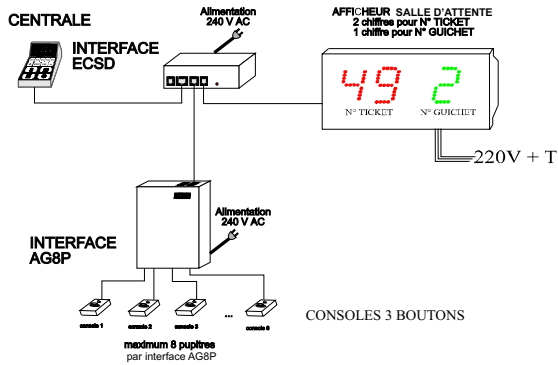 CENTRALE
INTERFACE
ECSD
Alimentation
240 V AC
AFFICHEUR SALLE D'ATTENTE
2 chiffres pour N° TICKET
1 chiffre pour N° GUICHET
49 2
N° TICKET N° GUICHET
220V + T
INTERFACE
AG8P
Alimentation
240 V AC
console 1 console 2 console 3 ... console 8
CONSOLES 3 BOUTONS
maximum 8 pupitres
par interface AG8P